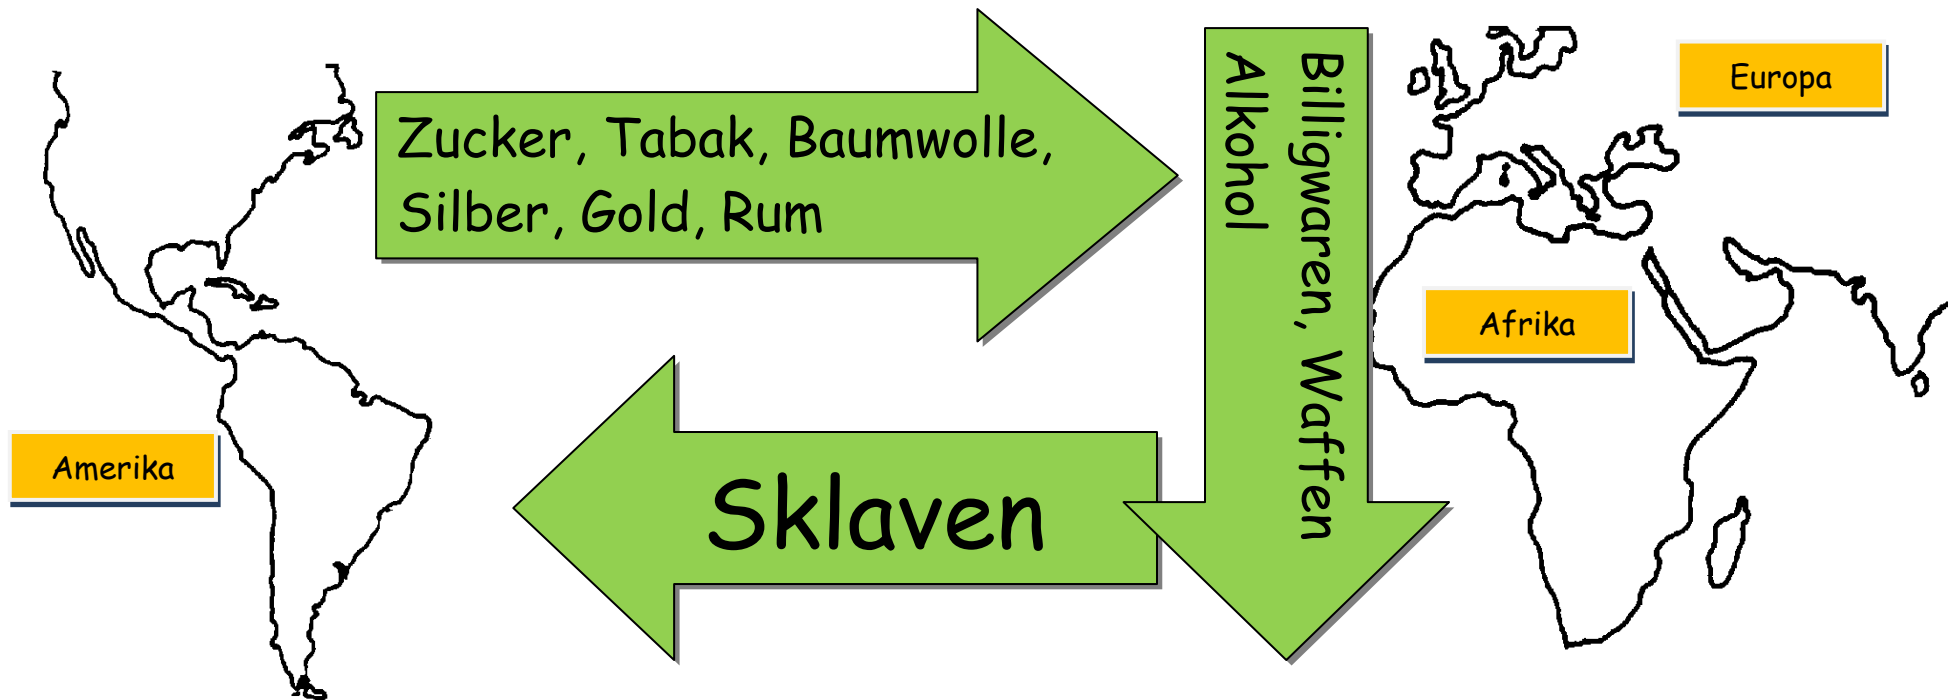 Zucker, Tabak, Baumwolle,
Silber, Gold, Rum
Billigwaren, Waffen
Alkohol
Europa
Afrika
Amerika
Sklaven